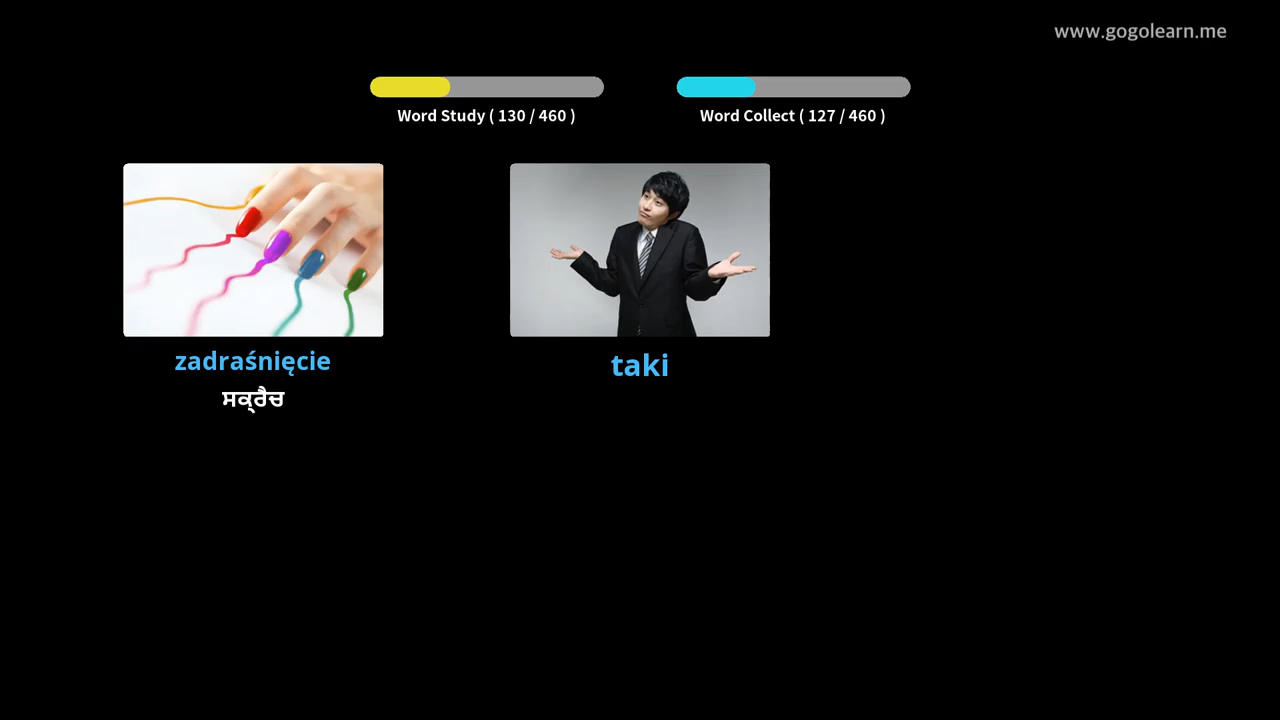 www.gogolearn.me
Word Study ( 130 / 460 )
Word Collect ( 127 / 460 )
zadraśnięcie
ਸਕ੍ਰੈਚ
taki